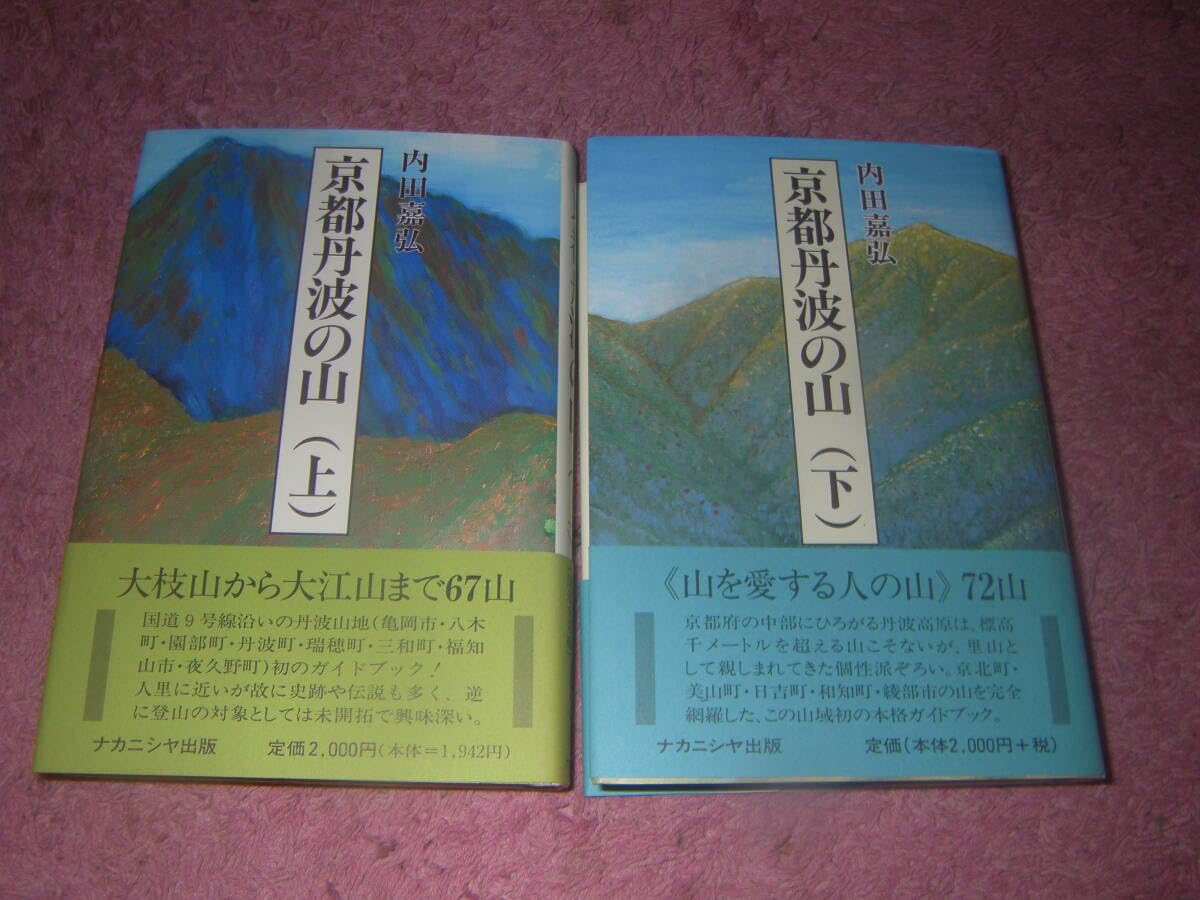 内田嘉弘
京都丹波の山
(上)
大枝山から大江山まで67山
国道9号線沿いの丹波山地(亀岡市・八木
町・園部町・丹波町・瑞穂町・三和町・福知
山市・夜久野町)初のガイドブック!
人里に近いが故に史跡や伝説も多く、逆
に登山の対象としては未開拓で興味深い。
ナカニシヤ出版 定価2,000円(本体=1,942円)
内田嘉弘
京都丹波の山
(下)
《山を愛する人の山》72山
京都府の中部にひろがる丹波高原は、標高
千メートルを超える山こそないが、里山と
して親しまれてきた個性派ぞろい。京北町・
美山町・日吉町・和知町・綾部市の山を完全
網羅した、この山域初の本格ガイドブック。
ナカニシヤ出版 定価(本体2,000円+税)